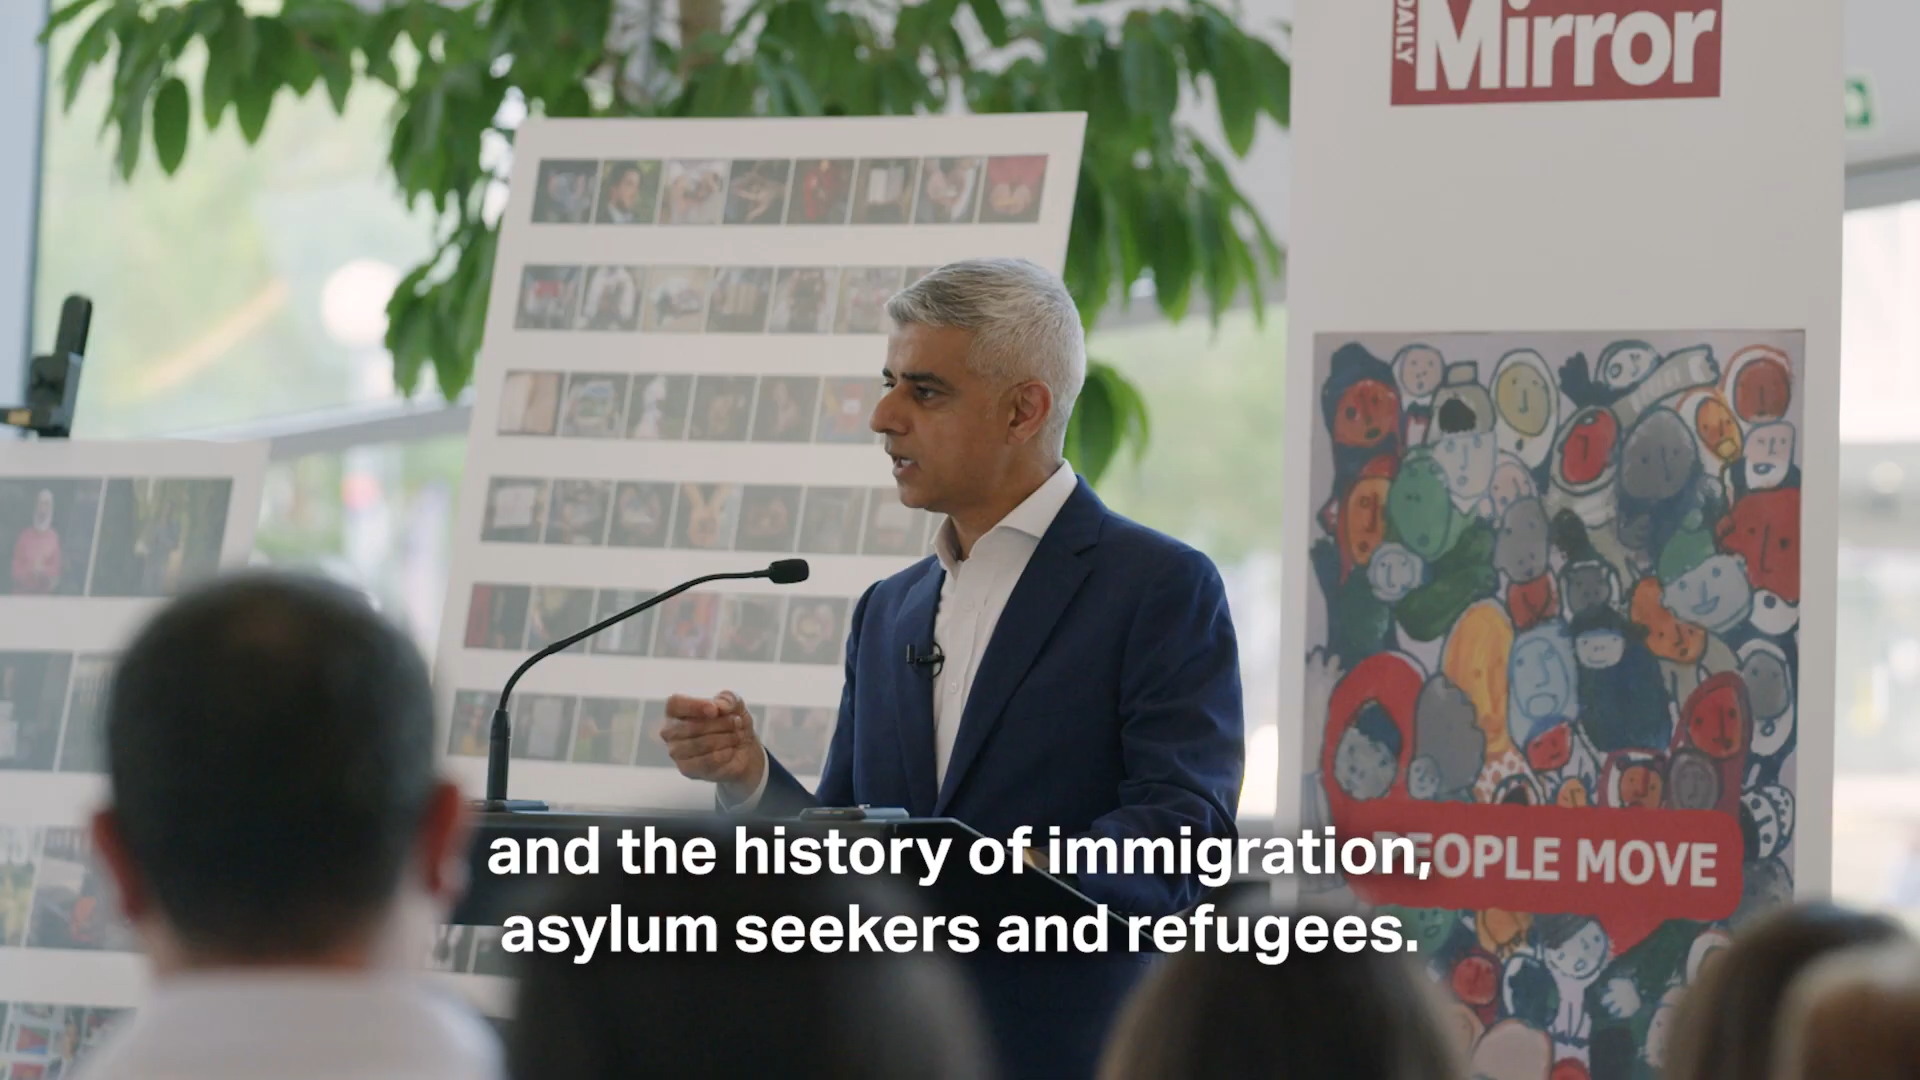 DAILY
Mirror
PEOPLE MOVE
and the history of immigration,
asylum seekers and refugees.